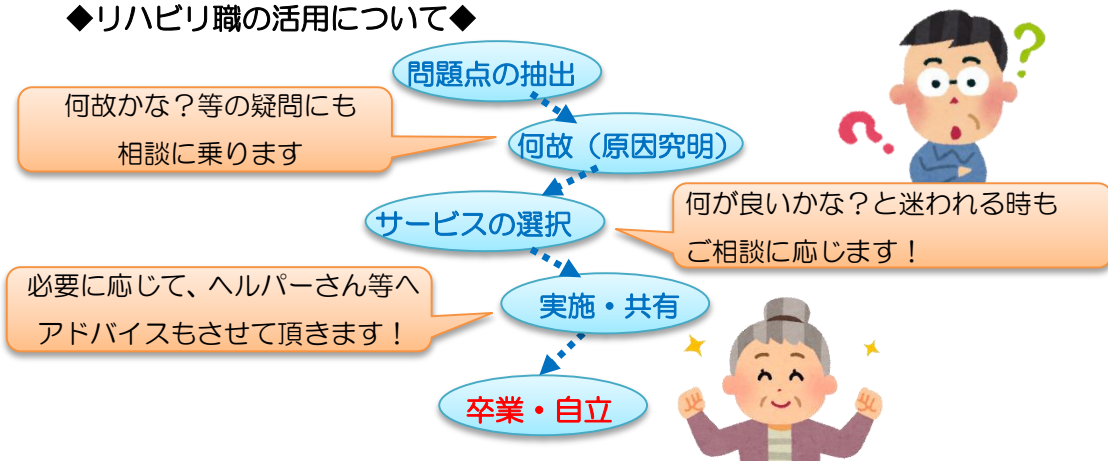 ◆リハビリ職の活用について◆
問題点の抽出
何故かな?等の疑問にも
相談に乗ります
何故(原因究明)
サービスの選択
何が良いかな?と迷われる時も
ご相談に応じます!
必要に応じて、ヘルパーさん等へ
アドバイスもさせて頂きます!
実施・共有
卒業・自立